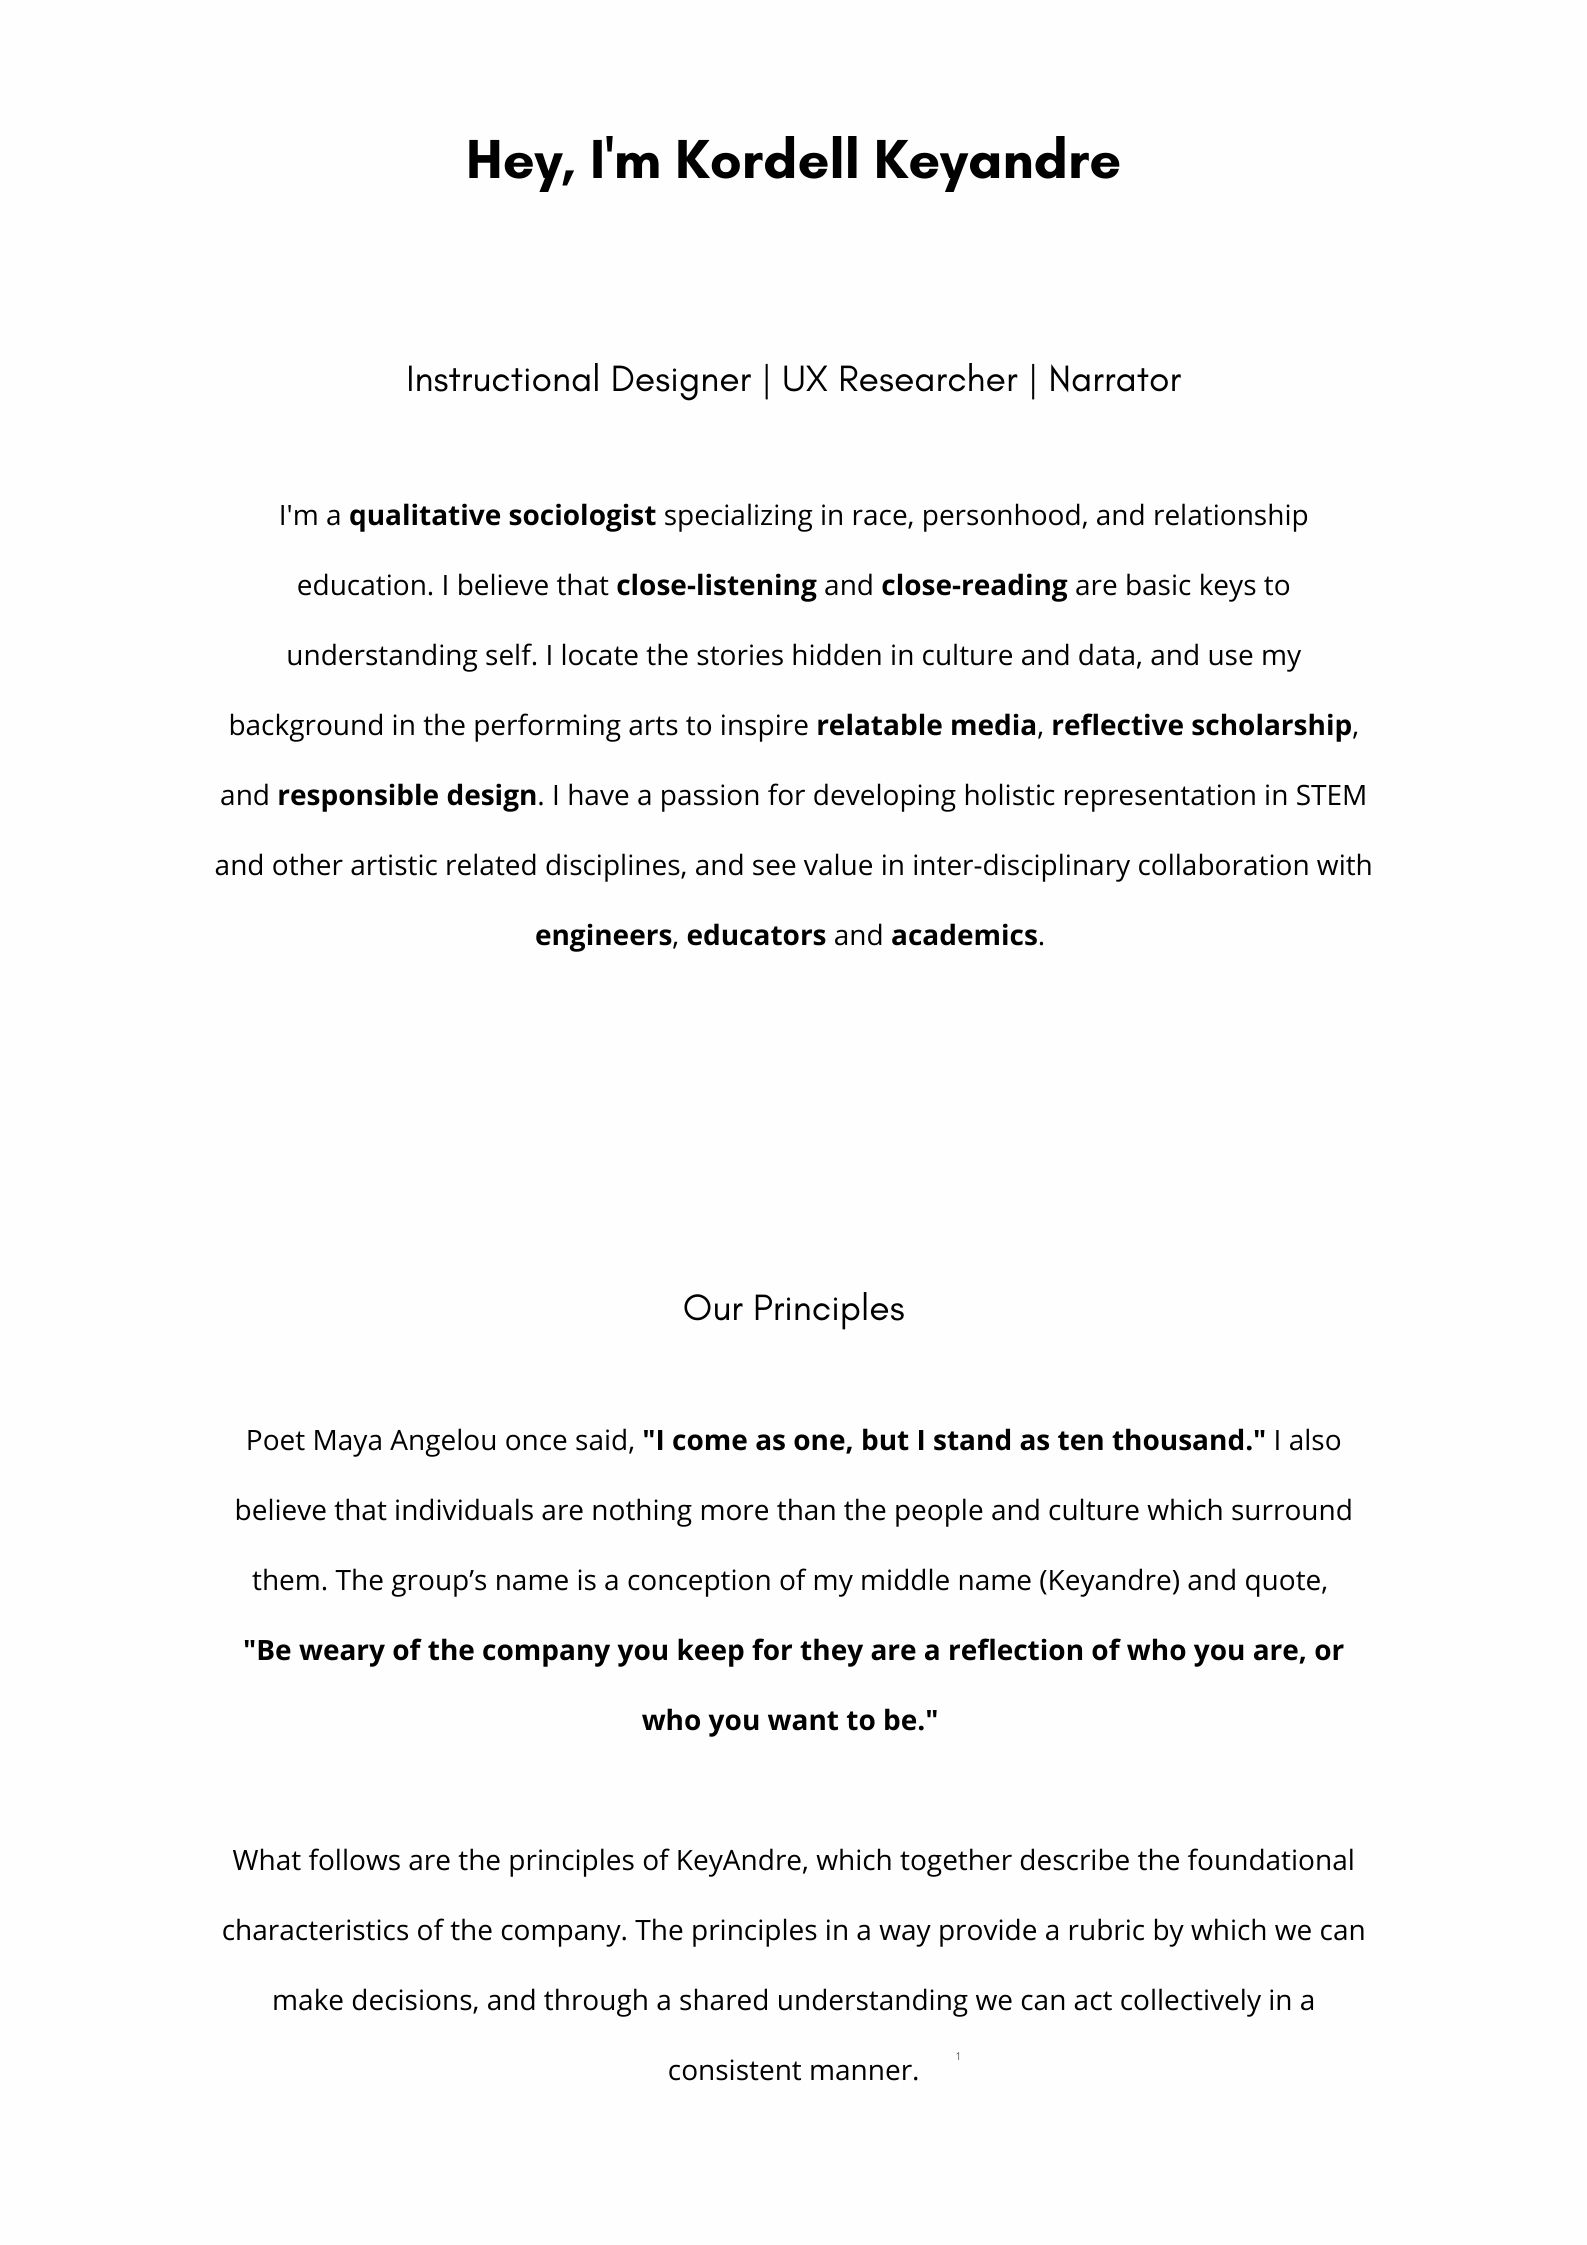 Hey, I'm Kordell Keyandre
Instructional Designer | UX Researcher | Narrator
I'm a qualitative sociologist specializing in race, personhood, and relationship
education. I believe that close-listening and close-reading are basic keys to
understanding self. I locate the stories hidden in culture and data, and use my
background in the performing arts to inspire relatable media, reflective scholarship,
and responsible design. I have a passion for developing holistic representation in STEM
and other artistic related disciplines, and see value in inter-disciplinary collaboration with
engineers, educators and academics.
Our Principles
Poet Maya Angelou once said, "I come as one, but I stand as ten thousand." I also
believe that individuals are nothing more than the people and culture which surround
them. The group’s name is a conception of my middle name (Keyandre) and quote,
"Be weary of the company you keep for they are a reflection of who you are, or
who you want to be."
What follows are the principles of KeyAndre, which together describe the foundational
characteristics of the company. The principles in a way provide a rubric by which we can
make decisions, and through a shared understanding we can act collectively in a
consistent manner. 1